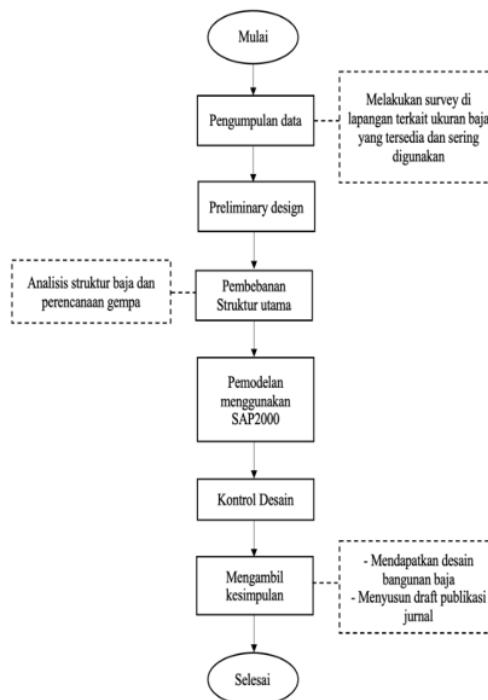 Mulai
Pengumpulan data
Melakukan survey di
lapangan terkait ukuran baja
yang tersedia dan sering
digunakan
Preliminary design
Analisis struktur baja dan
perencanaan gempa
Pembebanan
Struktur utama
Pemodelan
menggunakan
SAP2000
Kontrol Desain
Mengambil
kesimpulan
- Mendapatkan desain
bangunan baja
- Menyusun draft publikasi
jurnal
Selesai